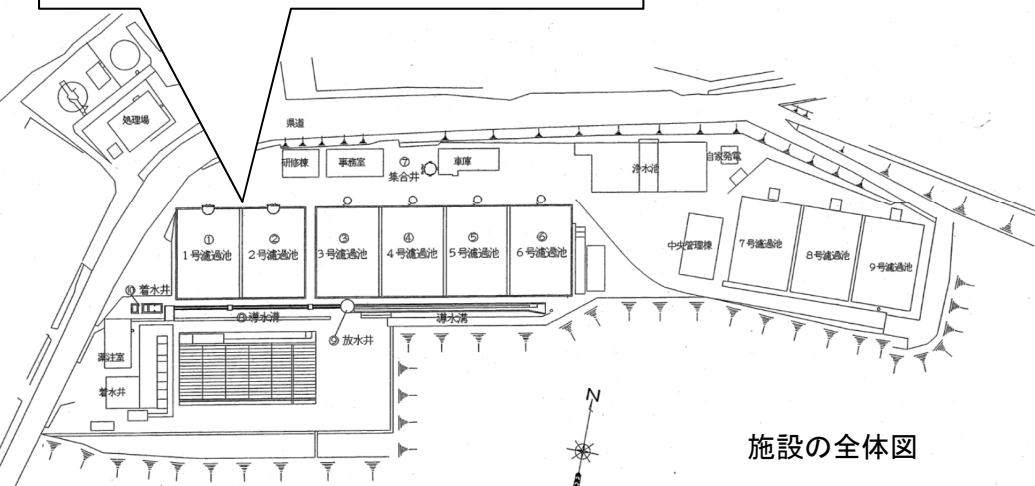 処理場
県道
研修棟
事務室
⑦
集合井
車庫
浄水池
自家発電
①
1号濾過池
②
2号濾過池
③
3号濾過池
④
4号濾過池
⑤
5号濾過池
⑥
6号濾過池
中央管理棟
7号濾過池
8号濾過池
9号濾過池
⑩ 着水井
⑧導水溝
導水溝
⑨ 放水井
薬注室
着水井
N
施設の全体図